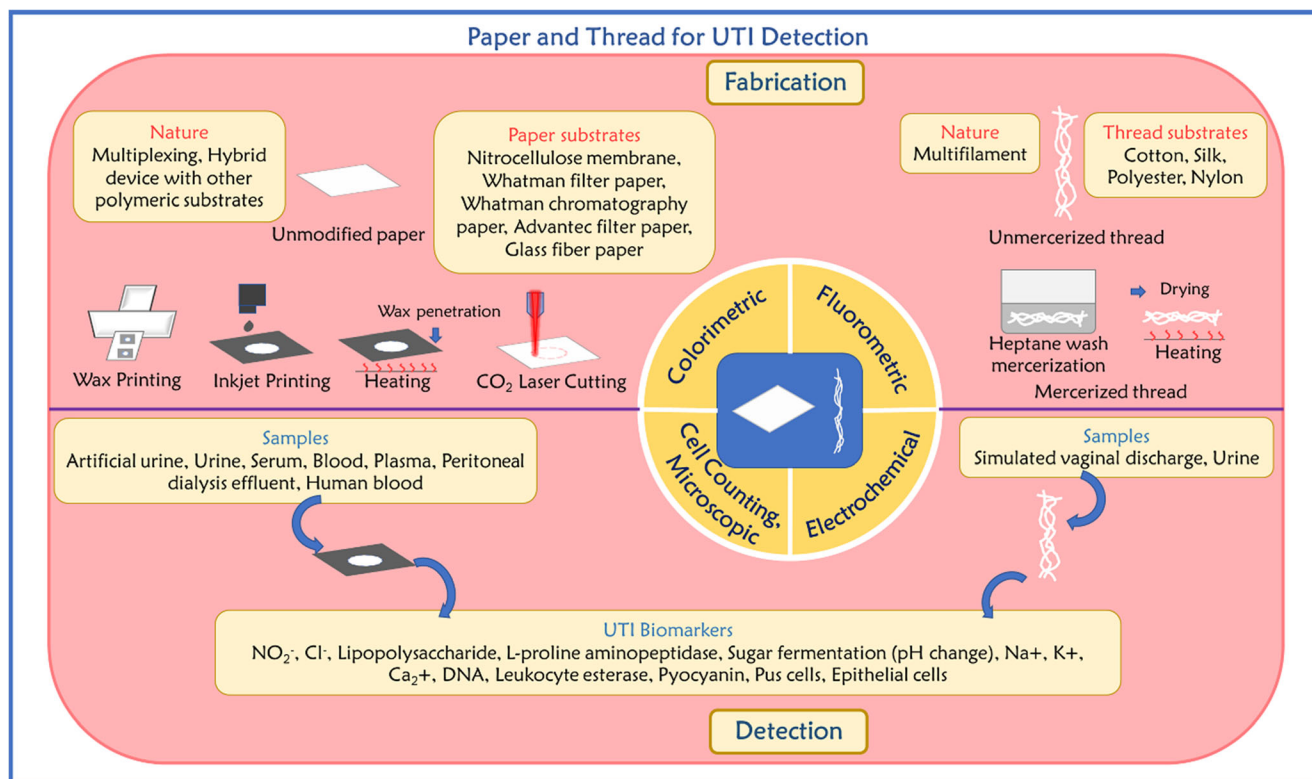 Paper and Thread for UTI Detection
Fabrication
Nature
Multiplexing, Hybrid
device with other
polymeric substrates
Unmodified paper
Paper substrates
Nitrocellulose membrane,
Whatman filter paper,
Whatman chromatography
paper, Advantec filter paper,
Glass fiber paper
Nature
Multifilament
Thread substrates
Cotton, Silk,
Polyester, Nylon
Unmercerized thread
Wax Printing
Inkjet Printing
Wax penetration
Heating
CO₂ Laser Cutting
Colorimetric
Fluorometric
Cell Counting,
Microscopic
Electrochemical
Heptane wash
mercerization
Drying
Heating
Mercerized thread
Samples
Artificial urine, Urine, Serum, Blood, Plasma, Peritoneal
dialysis effluent, Human blood
Samples
Simulated vaginal discharge, Urine
UTI Biomarkers
NO₂⁻, Cl⁻, Lipopolysaccharide, L-proline aminopeptidase, Sugar fermentation (pH change), Na+, K+,
Ca₂+, DNA, Leukocyte esterase, Pyocyanin, Pus cells, Epithelial cells
Detection